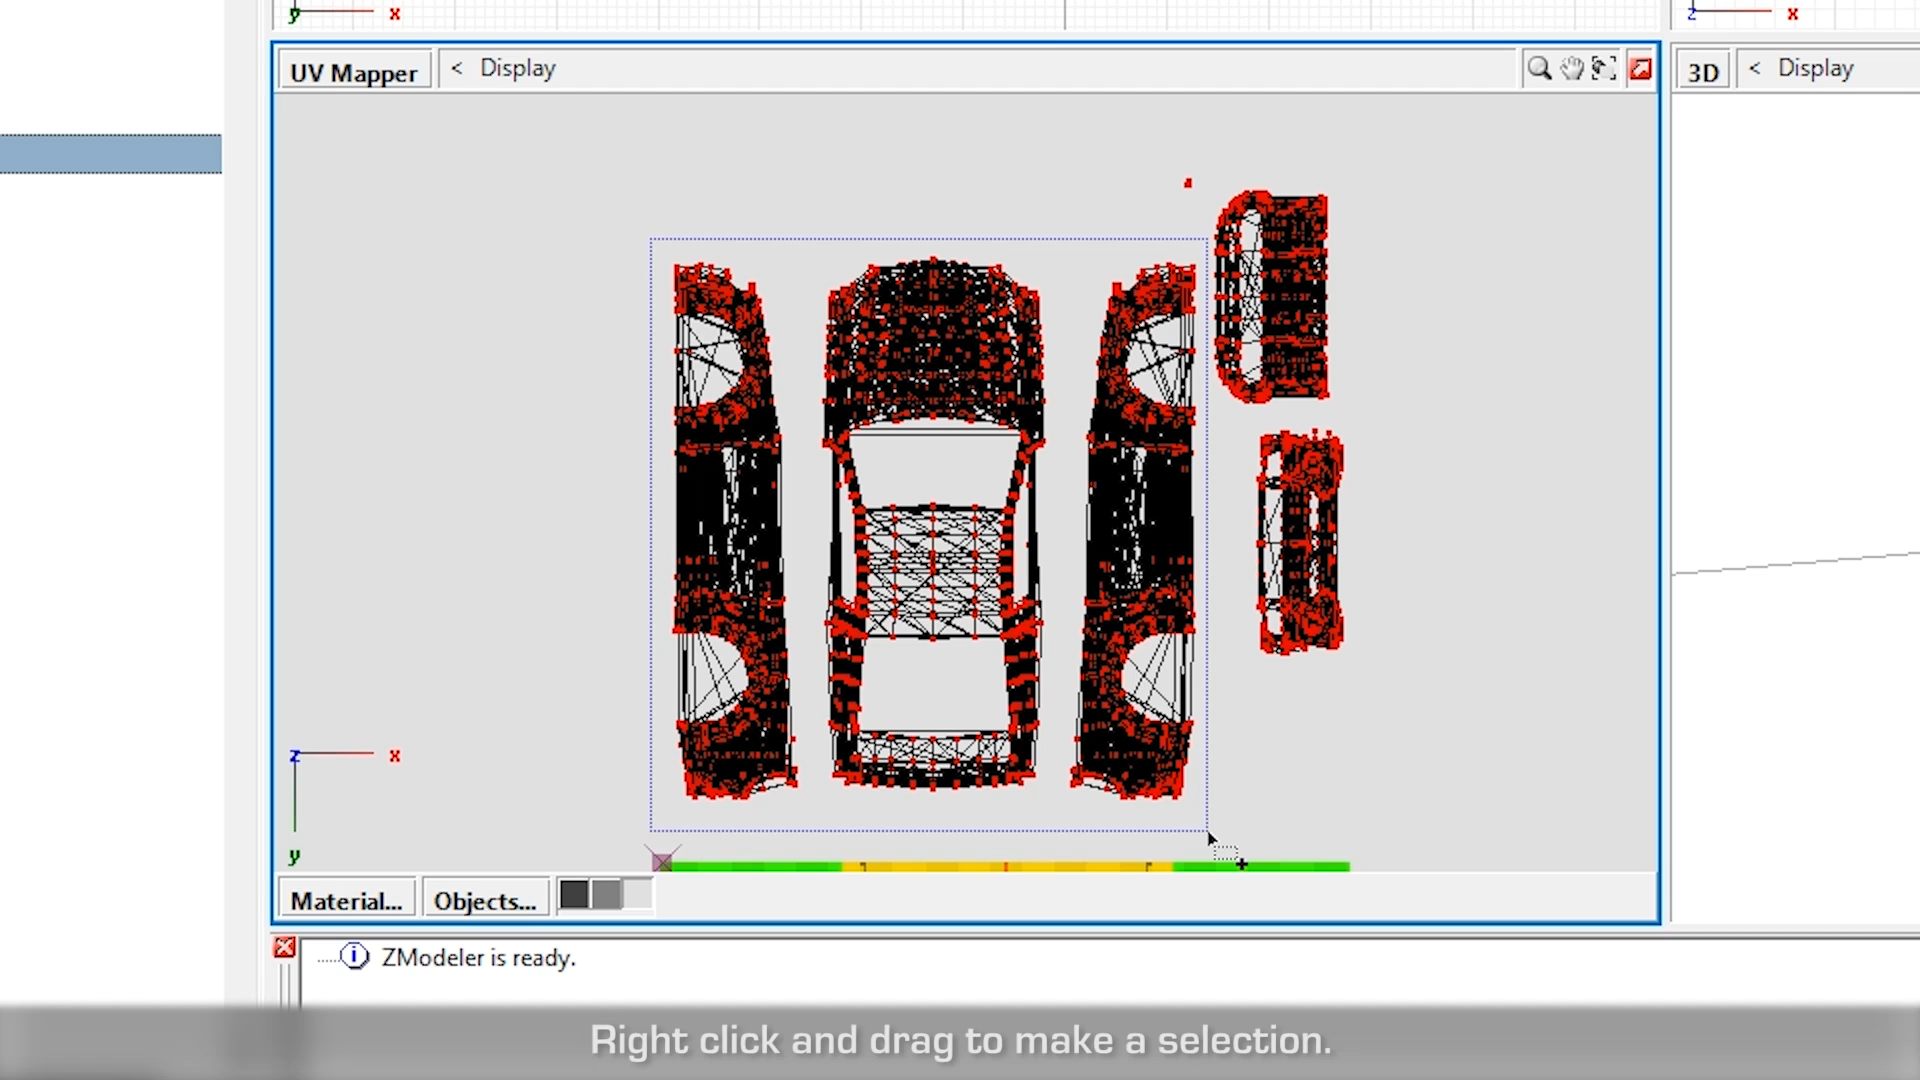 y x
z x
UV Mapper < Display
3D < Display
z x
y
Material... Objects...
ZModeler is ready.
Right click and drag to make a selection.